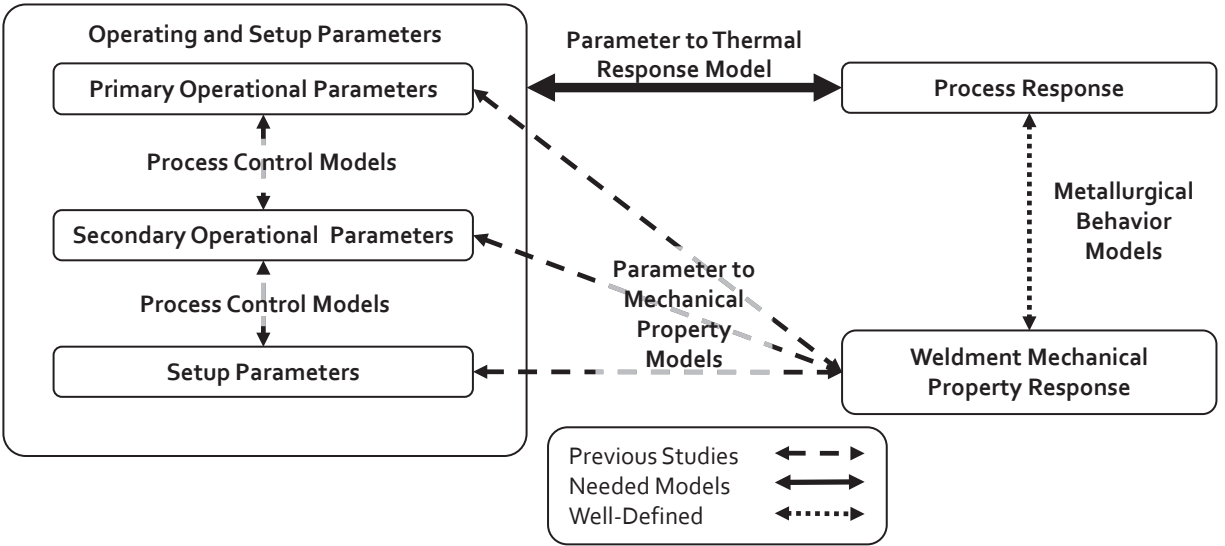 Operating and Setup Parameters
Primary Operational Parameters
Process Control Models
Secondary Operational Parameters
Process Control Models
Setup Parameters
Parameter to Thermal
Response Model
Process Response
Metallurgical
Behavior
Models
Parameter to
Mechanical
Property
Models
Weldment Mechanical
Property Response
Previous Studies
Needed Models
Well-Defined